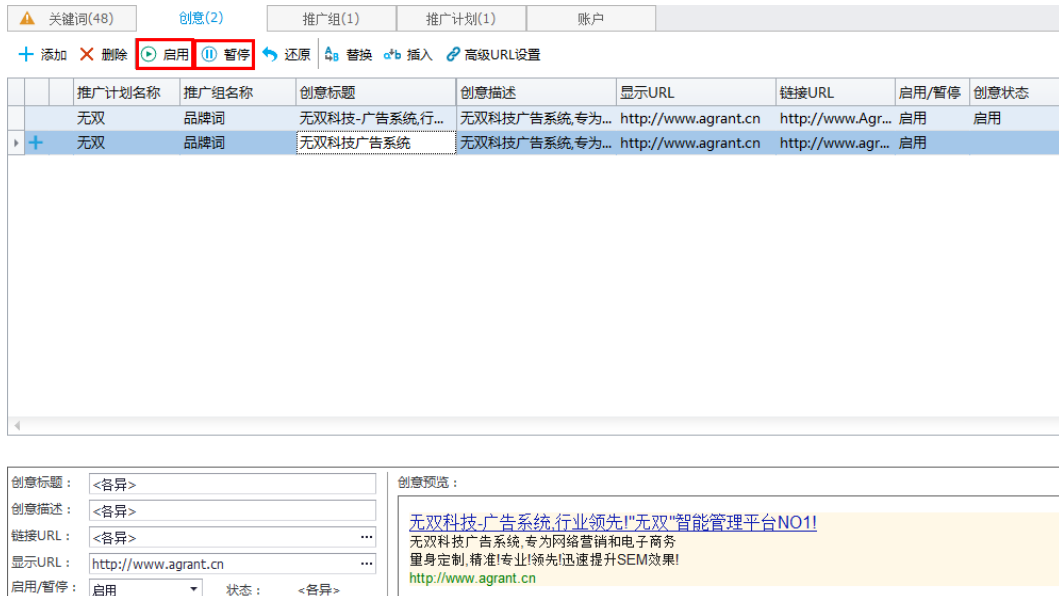 关键词(48) 创意(2) 推广组(1) 推广计划(1) 账户
添加 删除 启用 暂停 还原 替换 插入 高级URL设置
推广计划名称 推广组名称 创意标题 创意描述 显示URL 链接URL 启用/暂停 创意状态
无双 品牌词 无双科技-广告系统,行... 无双科技广告系统,专为... http://www.agrant.cn http://www.Agr... 启用 启用
无双 品牌词 无双科技广告系统 无双科技广告系统,专为... http://www.agrant.cn http://www.agr... 启用
创意标题： <各异>
创意描述： <各异>
链接URL： <各异> ...
显示URL： http://www.agrant.cn ...
启用/暂停： 启用 状态： <各异>
创意预览：
无双科技-广告系统,行业领先!"无双"智能管理平台NO1!
无双科技广告系统,专为网络营销和电子商务
量身定制,精准!专业!领先!迅速提升SEM效果!
http://www.agrant.cn